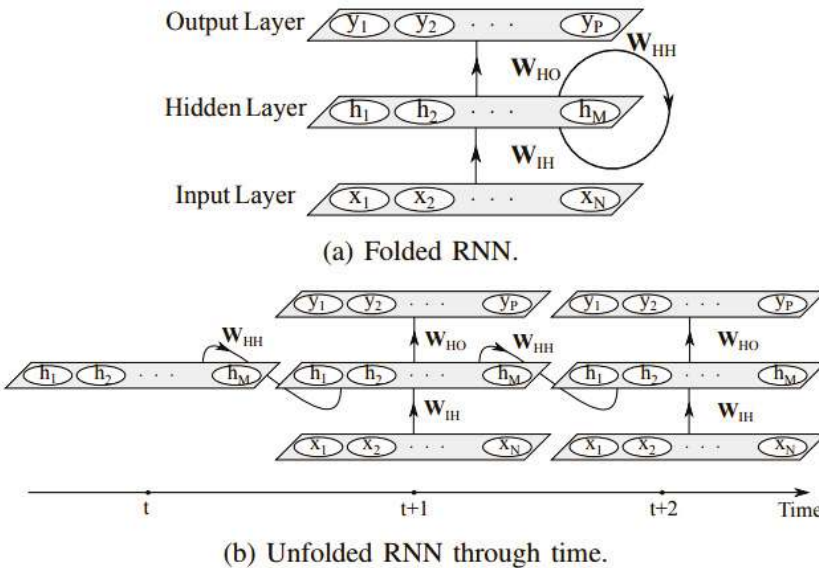 Output Layer y1 y2 · · · yP
WHO WHH
Hidden Layer h1 h2 · · · hM
WIH
Input Layer x1 x2 · · · xN
(a) Folded RNN.
y1 y2 · · · yP y1 y2 · · · yP
WHH WHO WHH WHO
h1 h2 · · · hM h1 h2 · · · hM h1 h2 · · · hM
WIH WIH
x1 x2 · · · xN x1 x2 · · · xN
t t+1 t+2 Time
(b) Unfolded RNN through time.